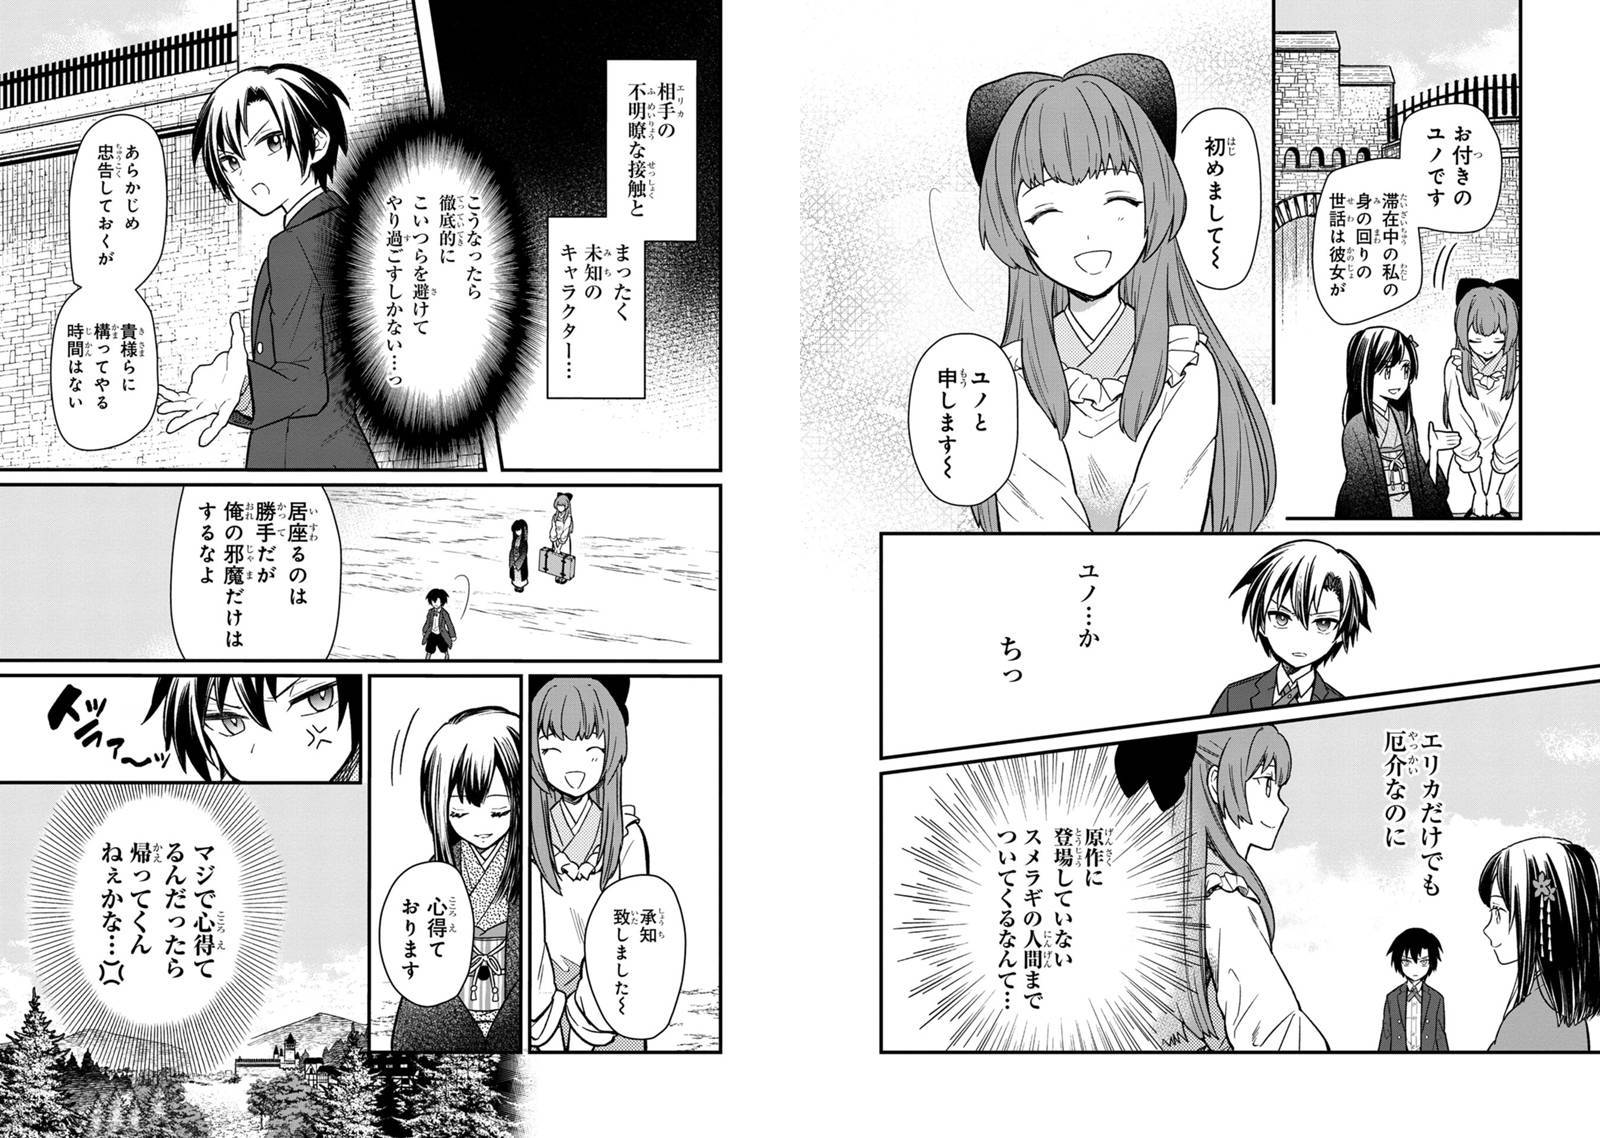 お付きの
ユノです
滞在中の私の
身の回りの
世話は彼女が
初めまして～
ユノと
申します～
ユノ…か
ちっ
エリカだけでも
厄介なのに
原作に
登場していない
スメラギの人間まで
ついてくるなんて…
相手の
不明瞭な接触と
まったく
未知の
キャラクター…
こうなったら
徹底的に
こいつらを避けて
やり過ごすしかない…っ
あらかじめ
忠告しておくが
貴様らに
構ってやる
時間はない
居座るのは
勝手だが
俺の邪魔だけは
するなよ
承知
致しました～
心得て
おります
イッラァ～ッ
マジで心得て
るんだったら
帰ってくん
ねぇかな…